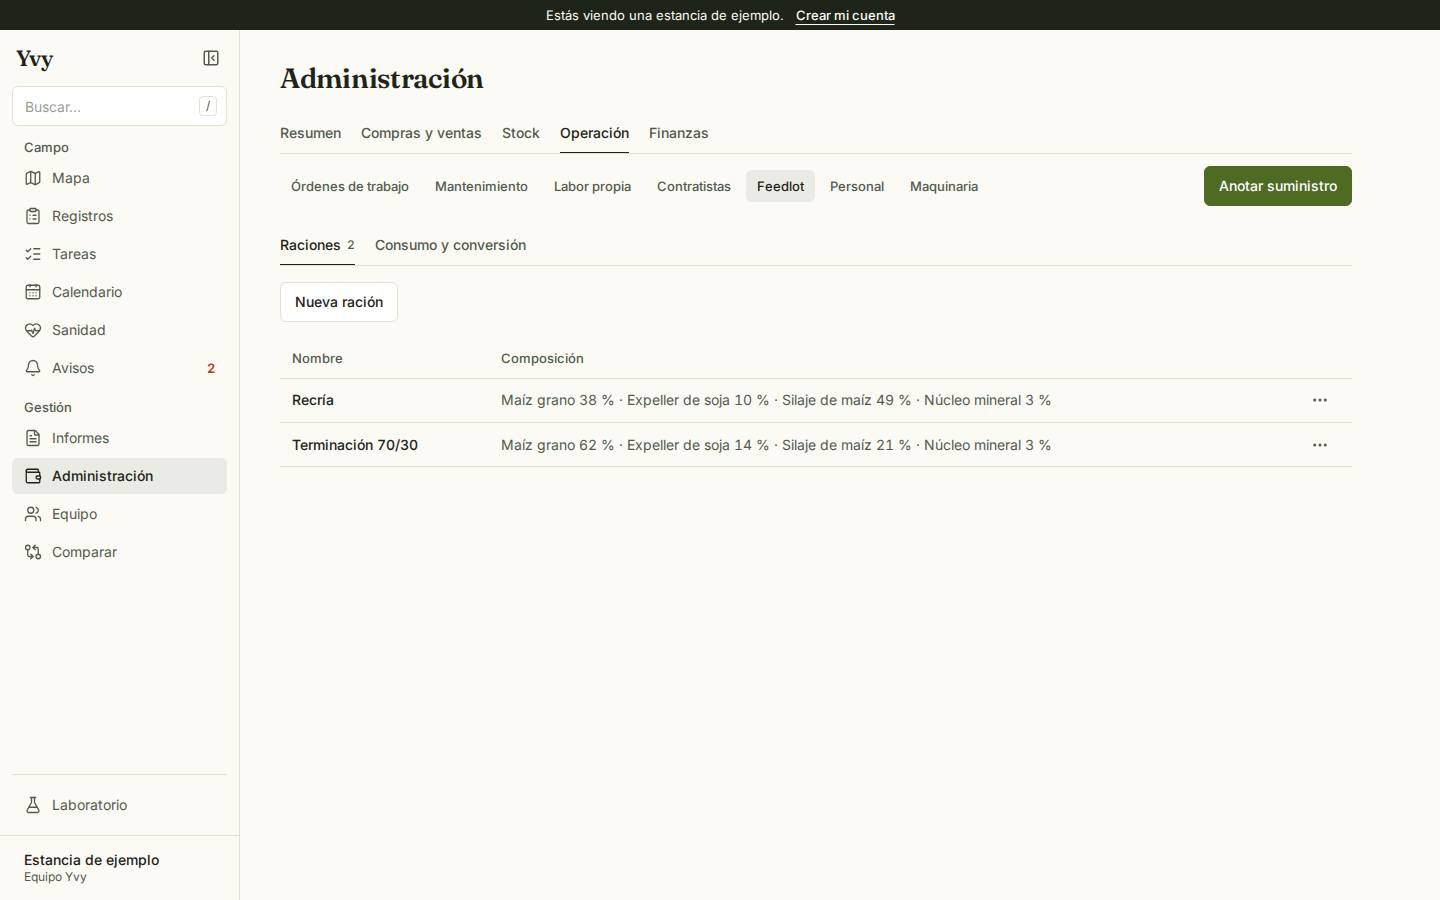 Estás viendo una estancia de ejemplo. Crear mi cuenta
Yvy
Buscar... /
Campo
Mapa
Registros
Tareas
Calendario
Sanidad
Avisos 2
Gestión
Informes
Administración
Equipo
Comparar
Laboratorio
Estancia de ejemplo
Equipo Yvy
Administración
Resumen Compras y ventas Stock Operación Finanzas
Órdenes de trabajo Mantenimiento Labor propia Contratistas Feedlot Personal Maquinaria Anotar suministro
Raciones 2 Consumo y conversión
Nueva ración
Nombre Composición
Recría Maíz grano 38 % · Expeller de soja 10 % · Silaje de maíz 49 % · Núcleo mineral 3 %
Terminación 70/30 Maíz grano 62 % · Expeller de soja 14 % · Silaje de maíz 21 % · Núcleo mineral 3 %